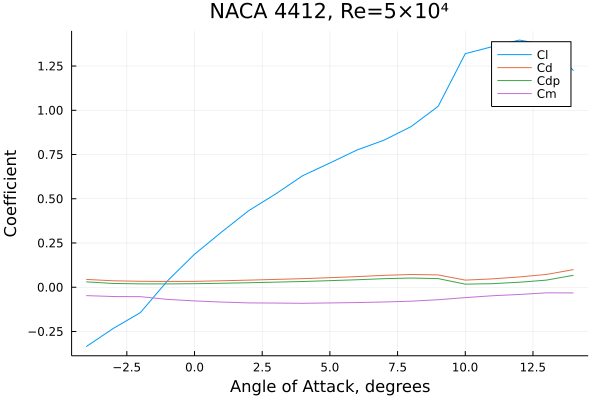 NACA 4412, Re=5×10⁴
Coefficient
1.25
1.00
0.75
0.50
0.25
0.00
−0.25
Cl
Cd
Cdp
Cm
−2.5 0.0 2.5 5.0 7.5 10.0 12.5
Angle of Attack, degrees